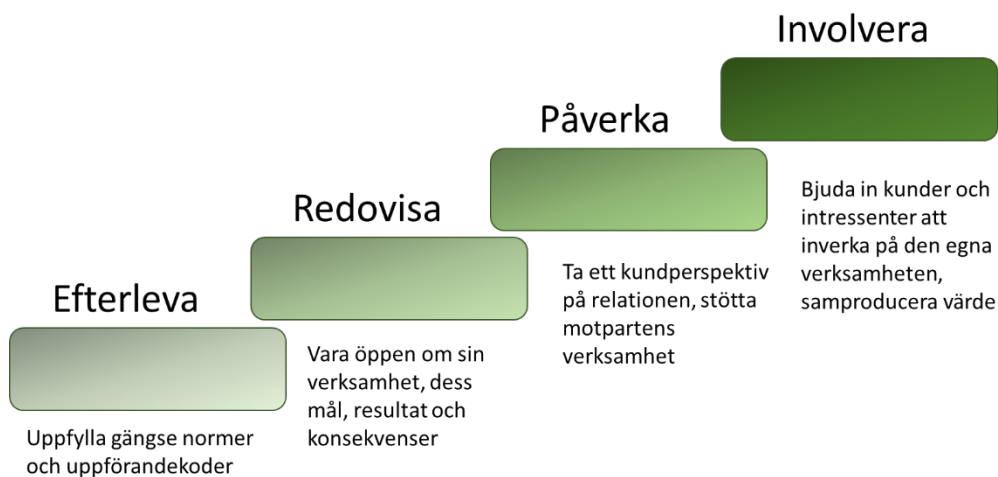 Efterleva
Uppfylla gängse normer
och uppförandekoder
Redovisa
Vara öppen om sin
verksamhet, dess
mål, resultat och
konsekvenser
Påverka
Ta ett kundperspektiv
på relationen, stötta
motpartens
verksamhet
Involvera
Bjuda in kunder och
intressenter att
inverka på den egna
verksamheten,
samproducera värde